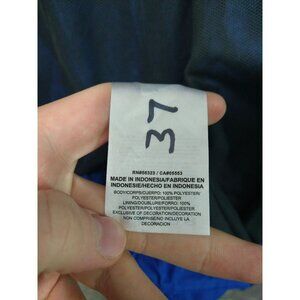 37
RN#56323 / CA#05553
MADE IN INDONESIA/FABRIQUE EN
INDONESIE/HECHO EN INDONESIA
BODY/CORPS/CUERPO: 100% POLYESTER/
POLYESTER/POLIESTER
LINING/DOUBLURE/FORRO: 100%
POLYESTER/POLYESTER/POLIESTER
EXCLUSIVE OF DECORATION/DECORATION
NON COMPRISE/NO INCLUYE LA
DECORACION